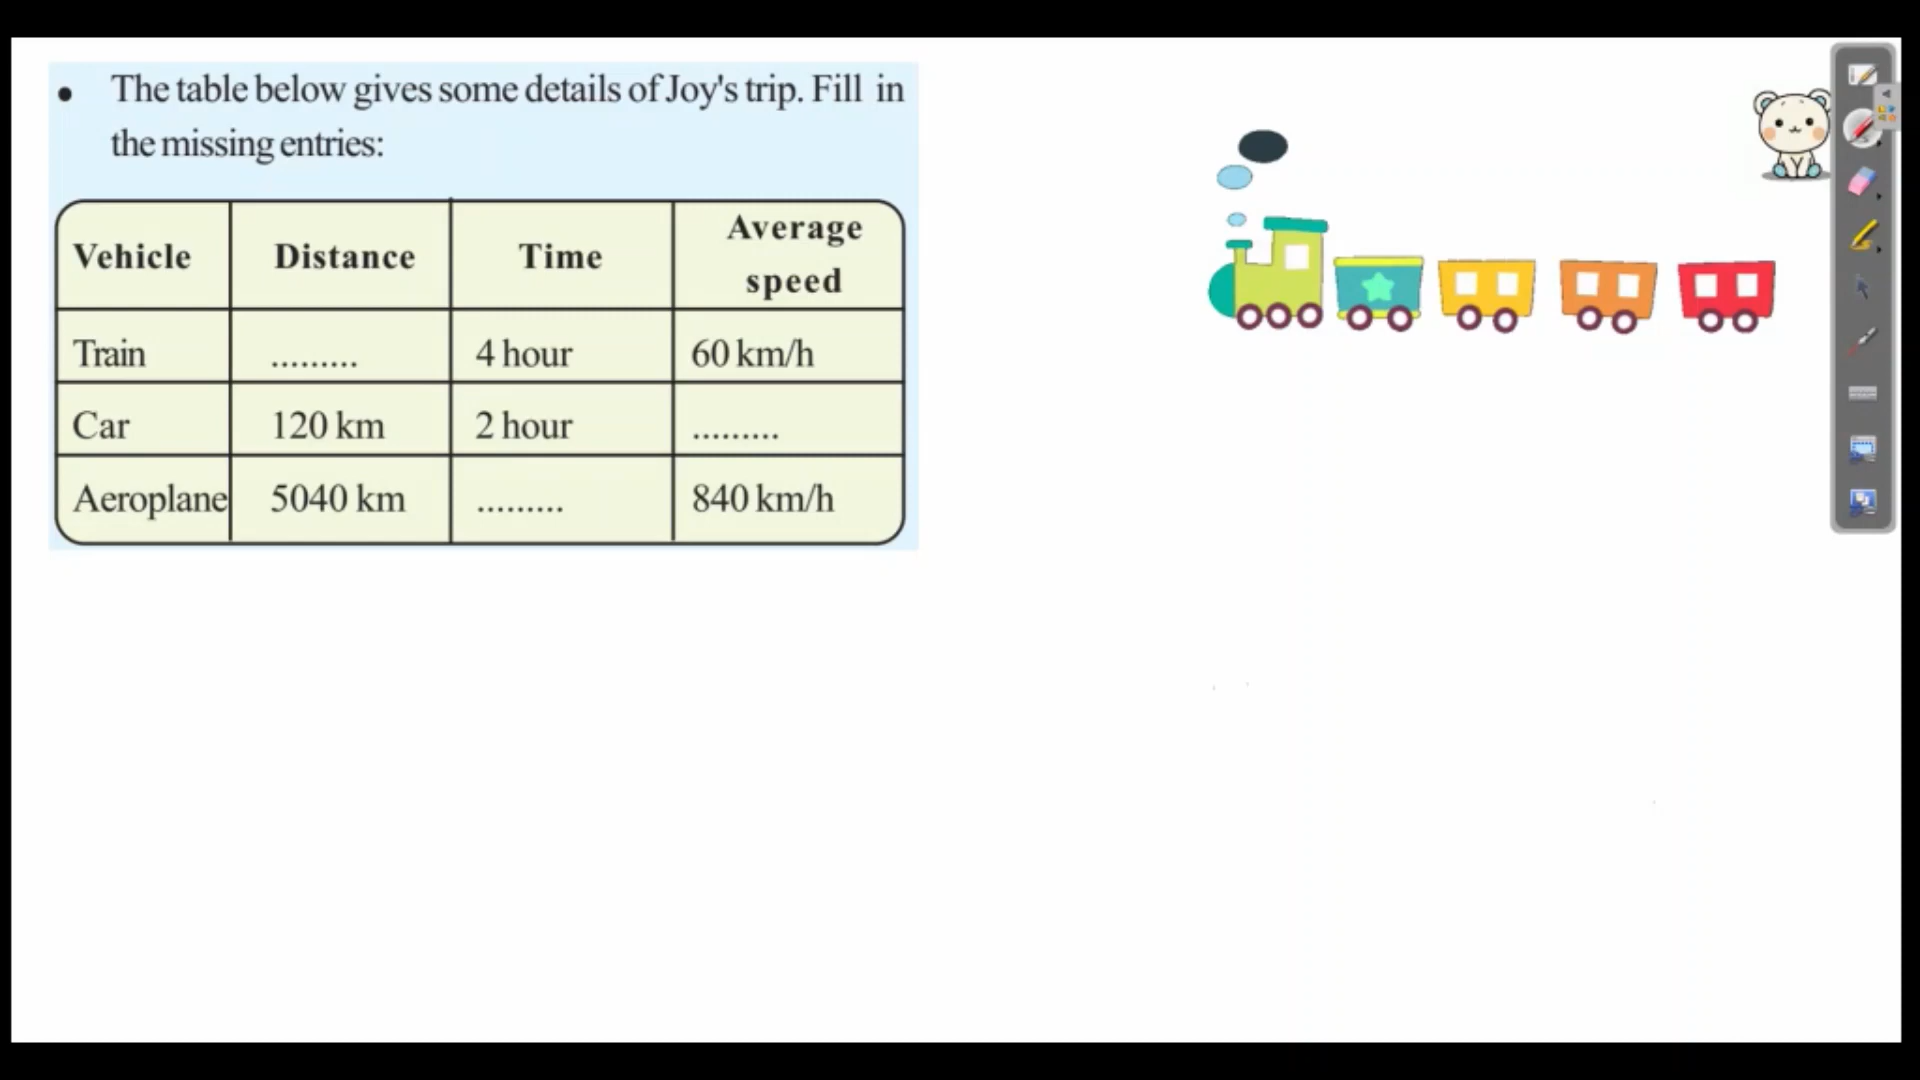 • The table below gives some details of Joy's trip. Fill in
the missing entries:
Vehicle Distance Time Average speed
Train ......... 4 hour 60 km/h
Car 120 km 2 hour .........
Aeroplane 5040 km ......... 840 km/h